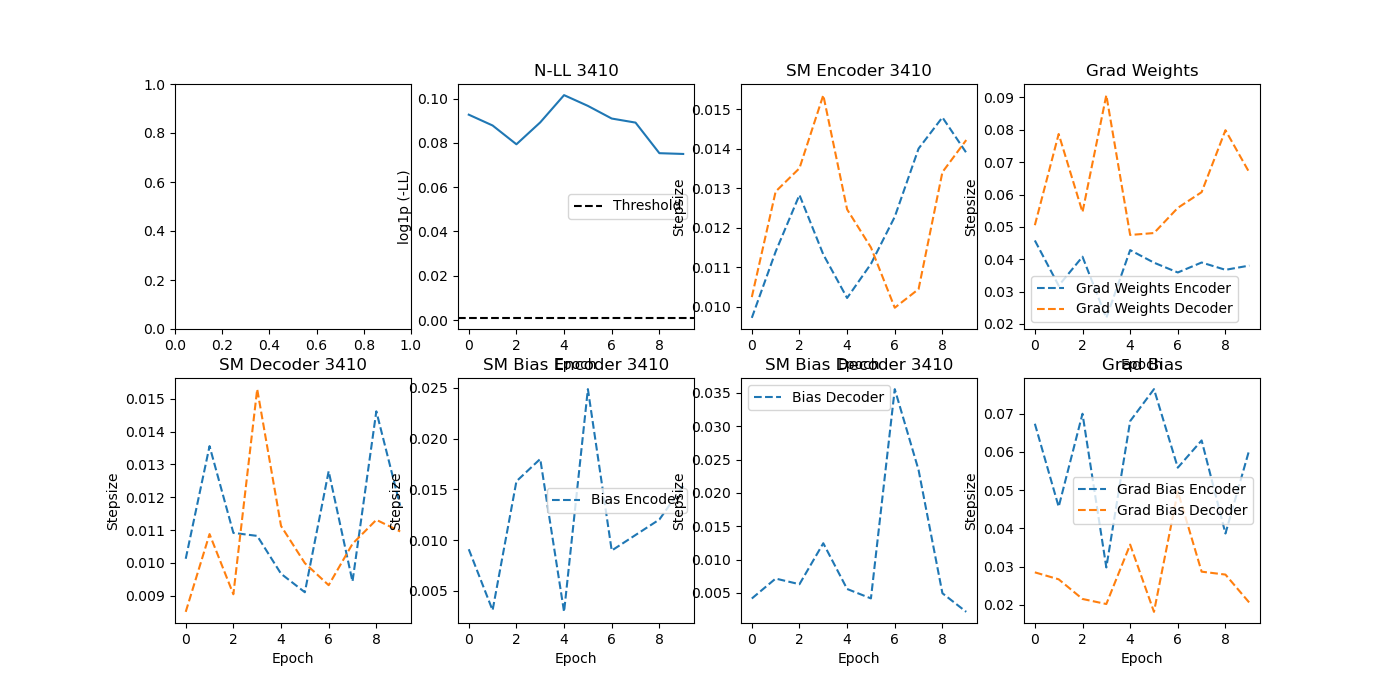 N-LL 3410
SM Encoder 3410
Grad Weights
1.0
0.8
0.6
0.4
0.2
0.0
0.0 0.2 0.4 0.6 0.8 1.0
log1p (-LL)
0.10
0.08
0.06
0.04
0.02
0.00
Threshold
0 2 4 6 8
Epoch
Stepsize
0.015
0.014
0.013
0.012
0.011
0.010
0 2 4 6 8
Epoch
Stepsize
0.09
0.08
0.07
0.06
0.05
0.04
0.03
0.02
Grad Weights Encoder
Grad Weights Decoder
0 2 4 6 8
Epoch
SM Decoder 3410
SM Bias Encoder 3410
SM Bias Decoder 3410
Grad Bias
Stepsize
0.015
0.014
0.013
0.012
0.011
0.010
0.009
0 2 4 6 8
Epoch
Stepsize
0.025
0.020
0.015
0.010
0.005
Bias Encoder
0 2 4 6 8
Epoch
Stepsize
0.035
0.030
0.025
0.020
0.015
0.010
0.005
Bias Decoder
0 2 4 6 8
Epoch
Stepsize
0.07
0.06
0.05
0.04
0.03
0.02
Grad Bias Encoder
Grad Bias Decoder
0 2 4 6 8
Epoch